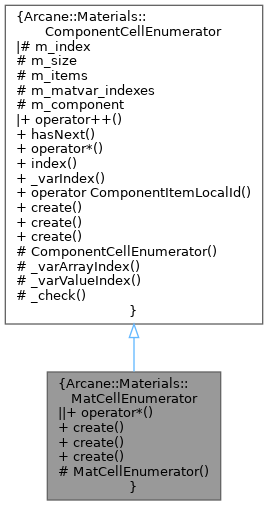 {Arcane::Materials::
ComponentCellEnumerator
|# m_index
# m_size
# m_items
# m_matvar_indexes
# m_component
|+ operator++()
+ hasNext()
+ operator*()
+ index()
+ _varIndex()
+ operator ComponentItemLocalId()
+ create()
+ create()
+ create()
# ComponentCellEnumerator()
# _varArrayIndex()
# _varValueIndex()
# _check()
}
{Arcane::Materials::
MatCellEnumerator
||+ operator*()
+ create()
+ create()
+ create()
# MatCellEnumerator()
}